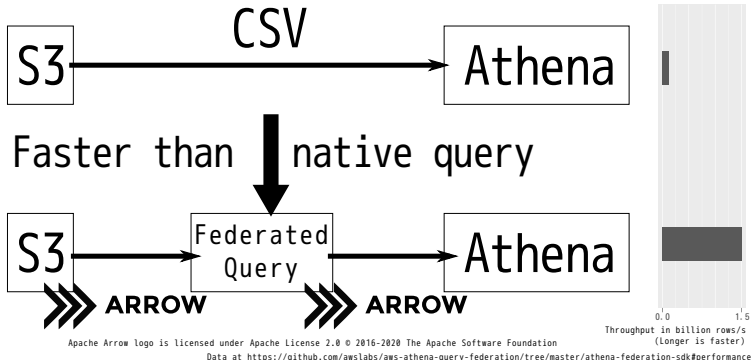 CSV
S3
Athena
Faster than native query
S3
Federated
Query
Athena
ARROW
ARROW
0.0 1.5
Throughput in billion rows/s
(Longer is faster)
Apache Arrow logo is licensed under Apache License 2.0 © 2016-2020 The Apache Software Foundation
Data at https://github.com/awslabs/aws-athena-query-federation/tree/master/athena-federation-sdk#performance